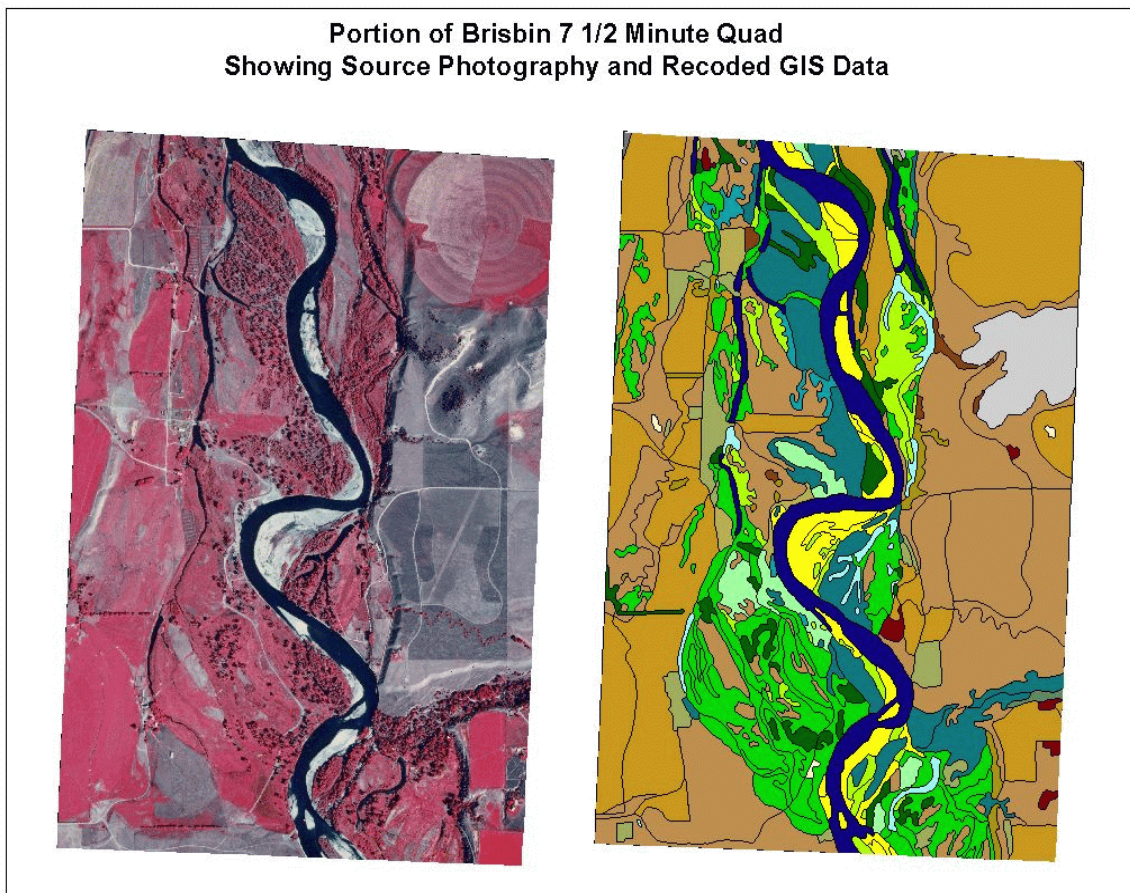 Portion of Brisbin 7 1/2 Minute Quad
Showing Source Photography and Recoded GIS Data